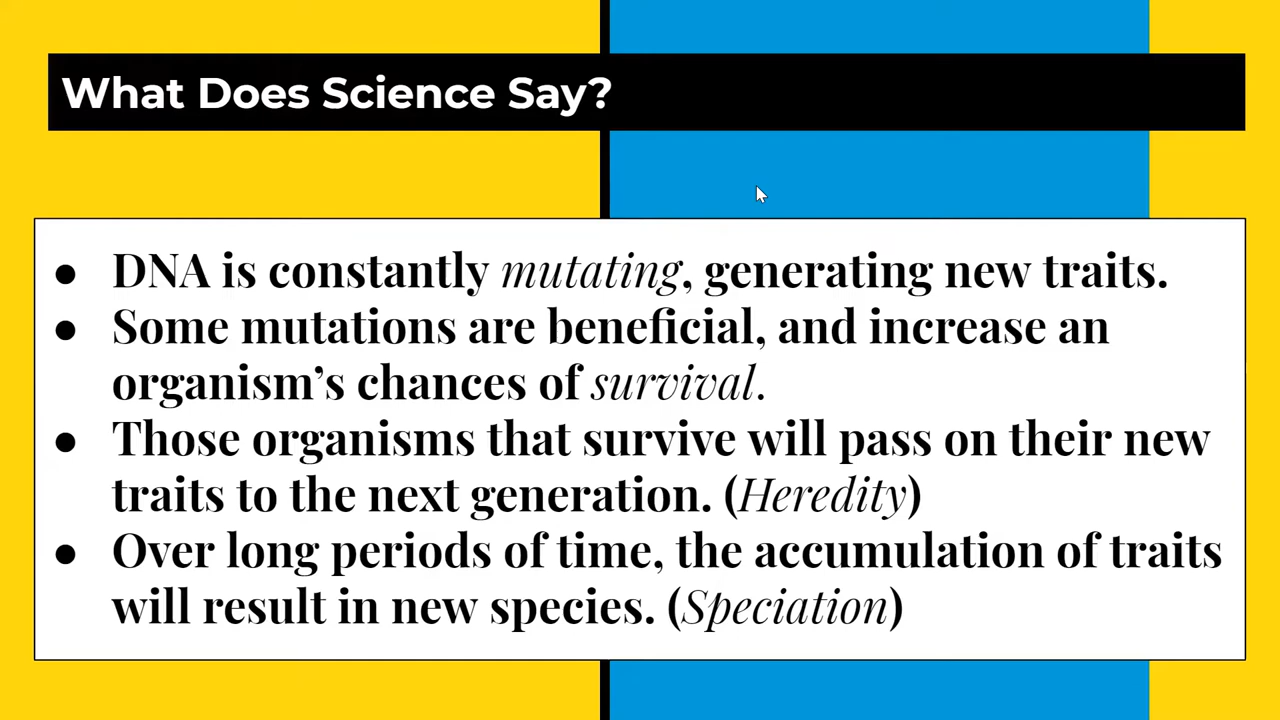 What Does Science Say?
● DNA is constantly mutating, generating new traits.
● Some mutations are beneficial, and increase an
organism’s chances of survival.
● Those organisms that survive will pass on their new
traits to the next generation. (Heredity)
● Over long periods of time, the accumulation of traits
will result in new species. (Speciation)